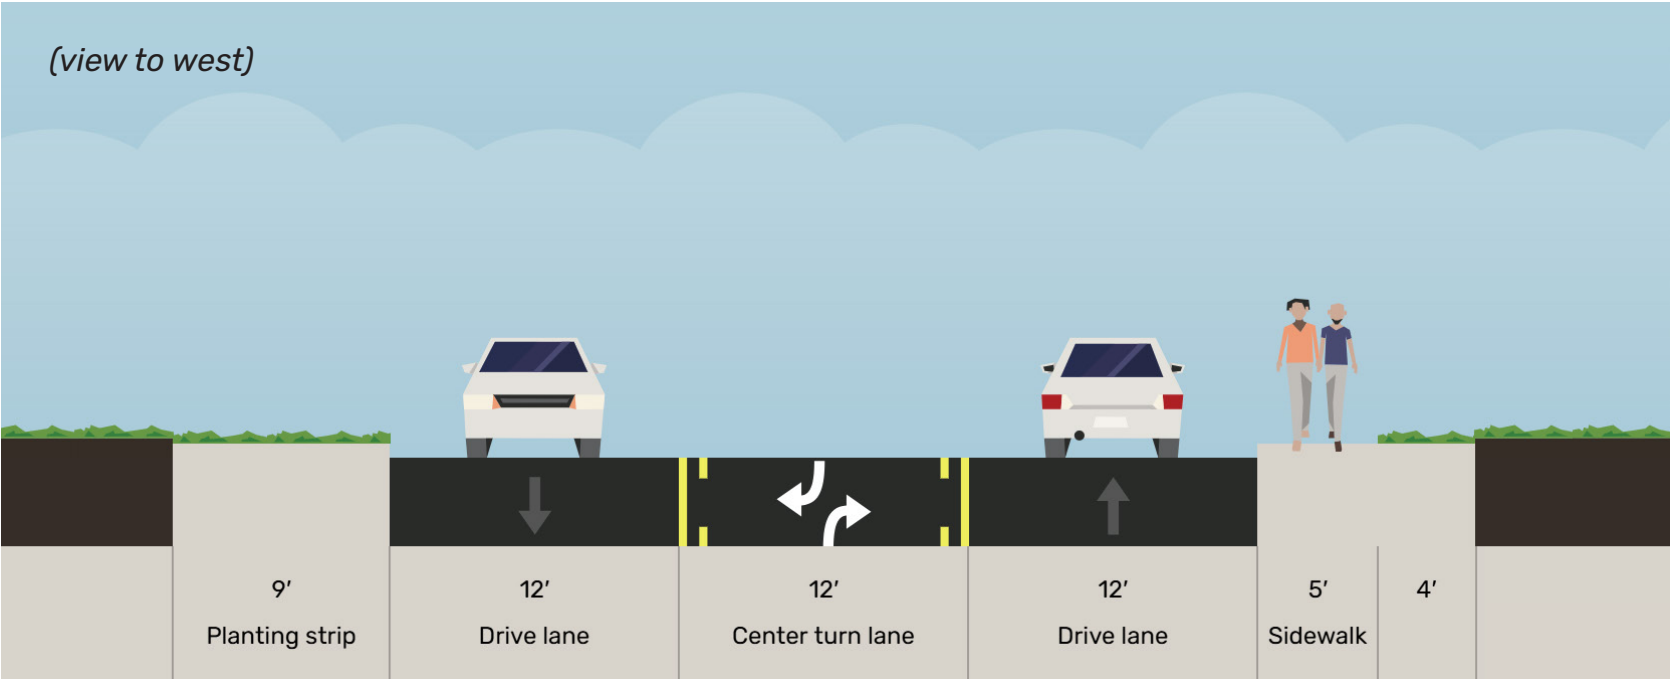 (view to west)
9′ 12′ 12′ 12′ 5′ 4′
Planting strip Drive lane Center turn lane Drive lane Sidewalk